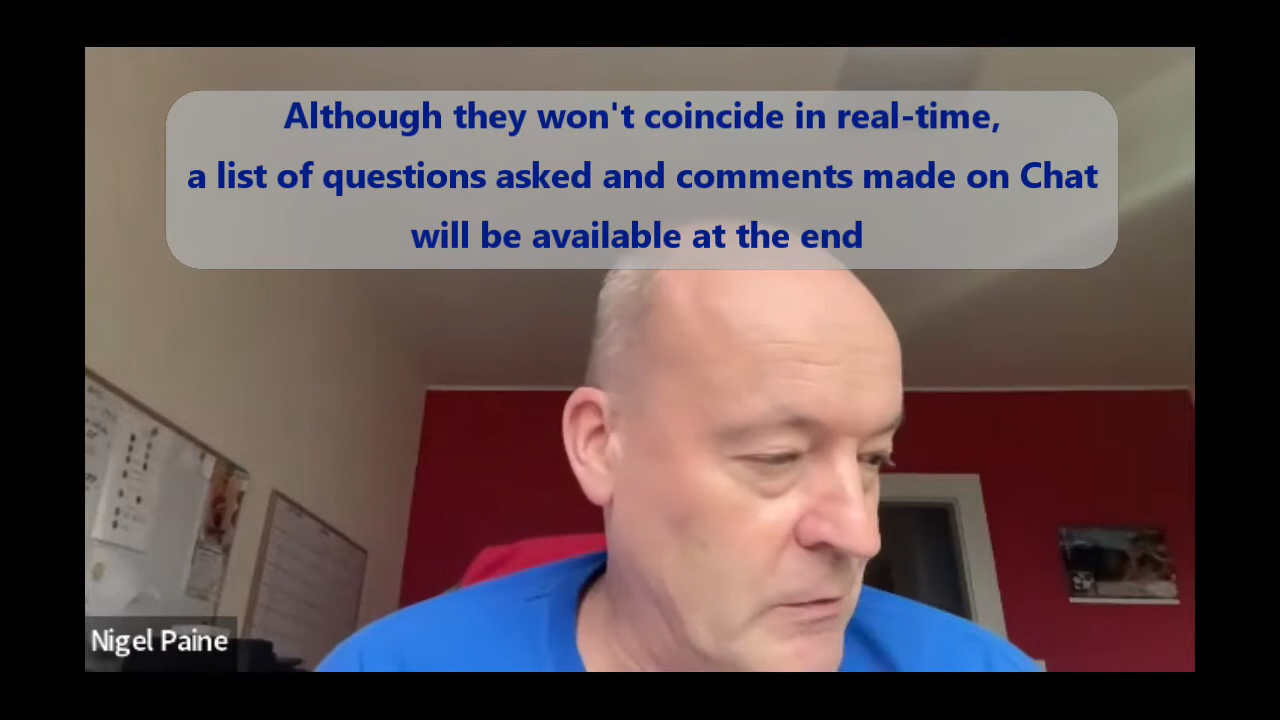 Although they won't coincide in real-time,
a list of questions asked and comments made on Chat
will be available at the end
Nigel Paine